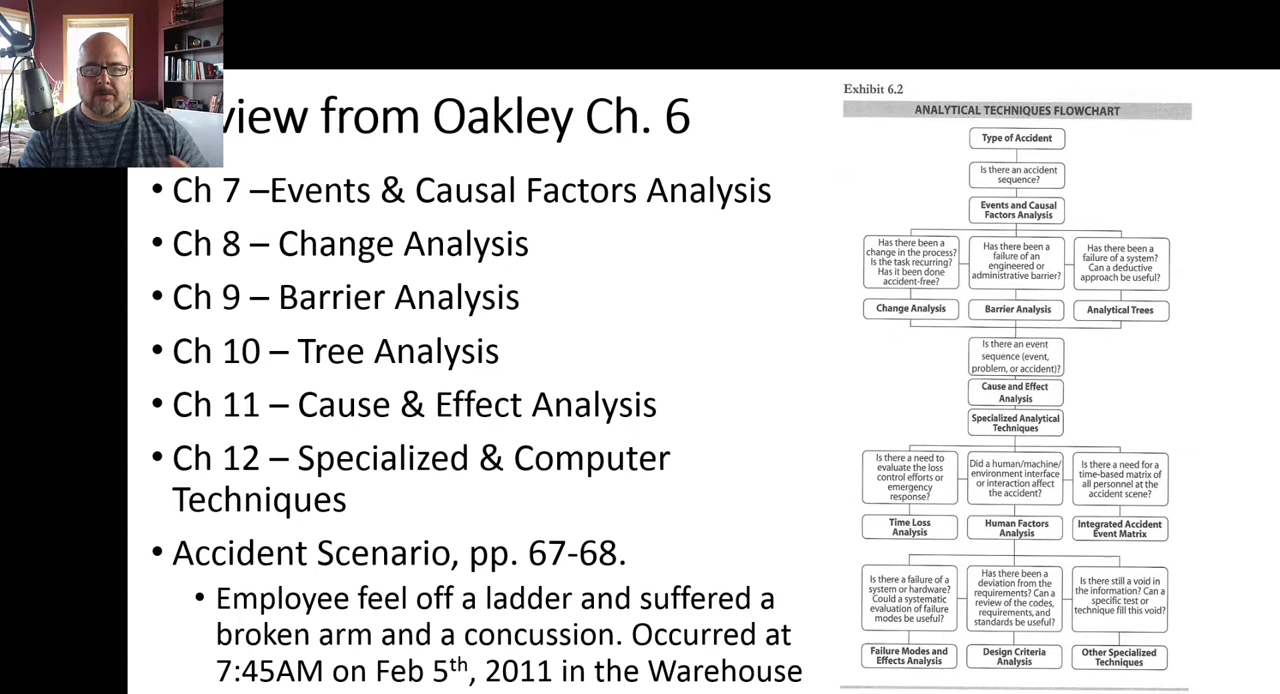 view from Oakley Ch. 6
• Ch 7 –Events & Causal Factors Analysis
• Ch 8 – Change Analysis
• Ch 9 – Barrier Analysis
• Ch 10 – Tree Analysis
• Ch 11 – Cause & Effect Analysis
• Ch 12 – Specialized & Computer
Techniques
• Accident Scenario, pp. 67-68.
• Employee feel off a ladder and suffered a
broken arm and a concussion. Occurred at
7:45AM on Feb 5th, 2011 in the Warehouse
Exhibit 6.2
ANALYTICAL TECHNIQUES FLOWCHART
Type of Accident
Is there an accident
sequence?
Events and Causal
Factors Analysis
Has there been a
change in the process?
Is the task recurring?
Has it been done
accident-free?
Has there been a
failure of an
engineered or
administrative barrier?
Has there been a
failure of a system?
Can a deductive
approach be useful?
Change Analysis
Barrier Analysis
Analytical Trees
Is there an event
sequence (event,
problem, or accident)?
Cause and Effect
Analysis
Specialized Analytical
Techniques
Is there a need to
evaluate the loss
control efforts or
emergency
response?
Did a human/machine/
environment interface
or interaction affect
the accident?
Is there a need for a
time-based matrix of
all personnel at the
accident scene?
Time Loss
Analysis
Human Factors
Analysis
Integrated Accident
Event Matrix
Is there a failure of a
system or hardware?
Could a systematic
evaluation of failure
modes be useful?
Has there been a
deviation from the
requirements? Can a
review of the codes,
requirements, and
standards be useful?
Is there still a void in
the information? Can a
specific test or
technique fill this void?
Failure Modes and
Effects Analysis
Design Criteria
Analysis
Other Specialized
Techniques